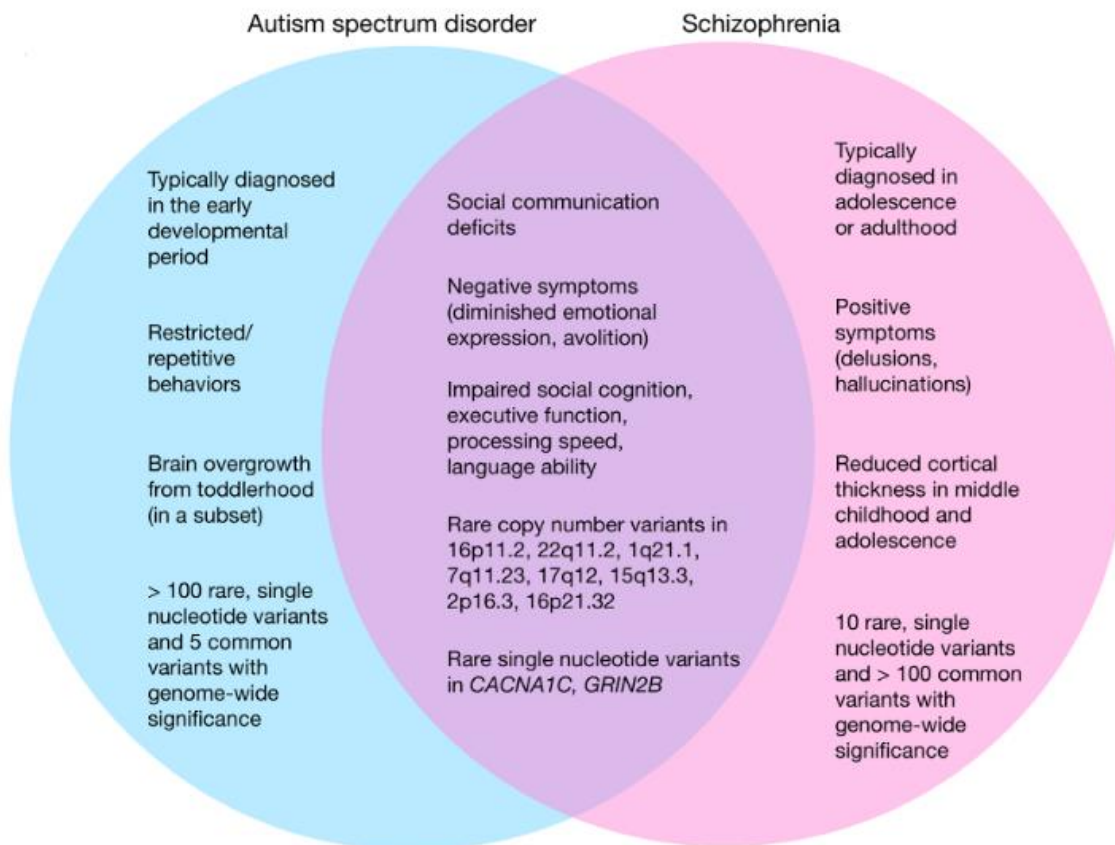 Autism spectrum disorder
Schizophrenia
Typically diagnosed
in the early
developmental
period
Restricted/
repetitive
behaviors
Brain overgrowth
from toddlerhood
(in a subset)
> 100 rare, single
nucleotide variants
and 5 common
variants with
genome-wide
significance
Social communication
deficits
Negative symptoms
(diminished emotional
expression, avolition)
Impaired social cognition,
executive function,
processing speed,
language ability
Rare copy number variants in
16p11.2, 22q11.2, 1q21.1,
7q11.23, 17q12, 15q13.3,
2p16.3, 16p21.32
Rare single nucleotide variants
in CACNA1C, GRIN2B
Typically
diagnosed in
adolescence
or adulthood
Positive
symptoms
(delusions,
hallucinations)
Reduced cortical
thickness in middle
childhood and
adolescence
10 rare, single
nucleotide variants
and > 100 common
variants with
genome-wide
significance